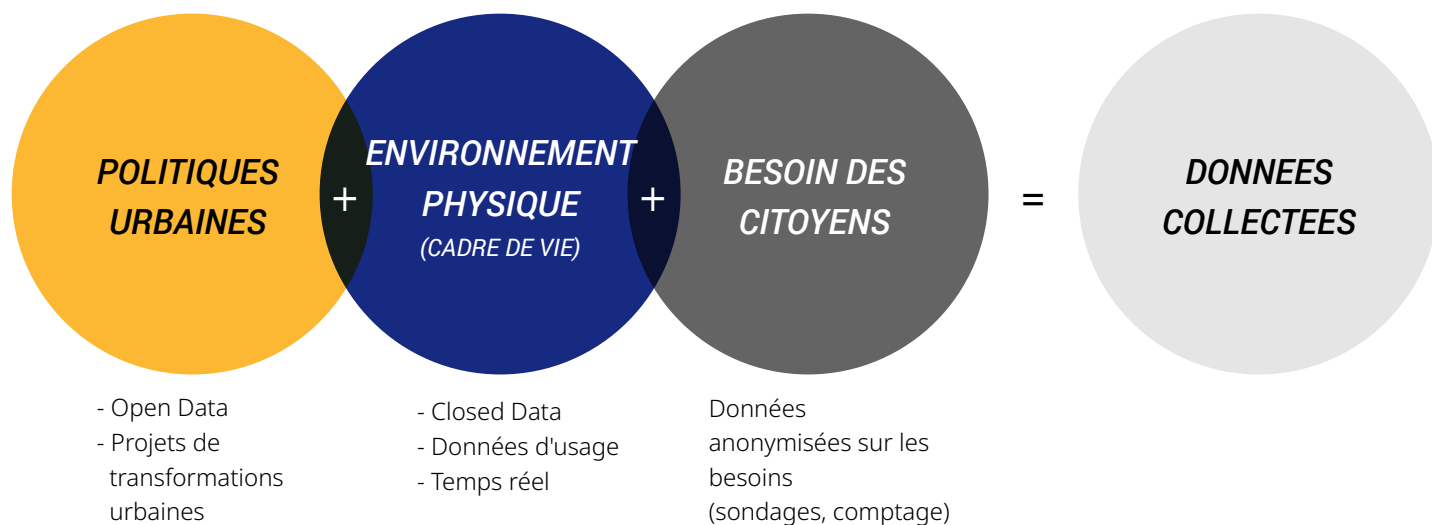 POLITIQUES
URBAINES
+
ENVIRONNEMENT
PHYSIQUE
(CADRE DE VIE)
+
BESOIN DES
CITOYENS
=
DONNEES
COLLECTEES
- Open Data
- Projets de
transformations
urbaines
- Closed Data
- Données d'usage
- Temps réel
Données
anonymisées sur les
besoins
(sondages, comptage)